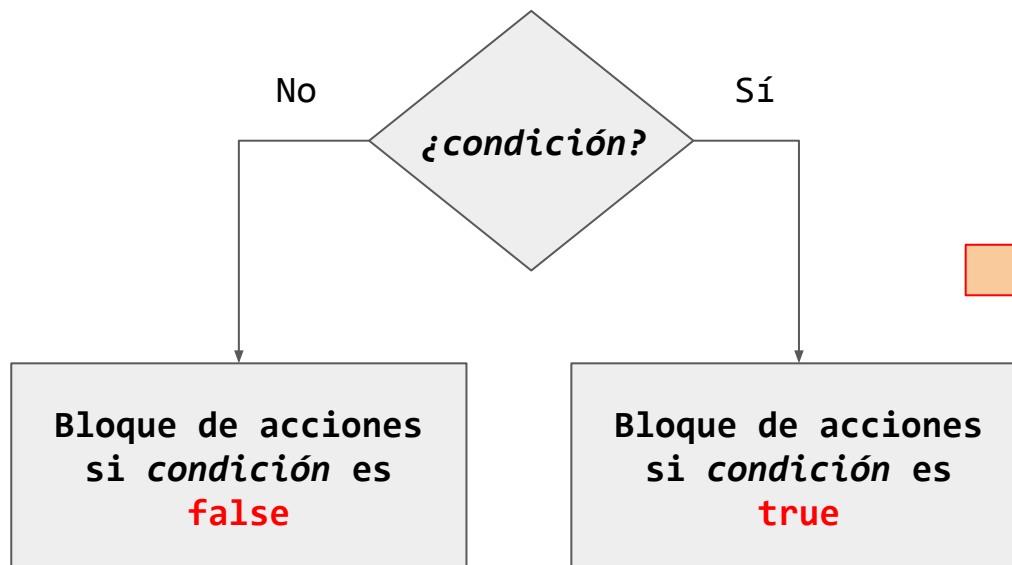 No
Sí
¿condición?
Bloque de acciones
si condición es
false
Bloque de acciones
si condición es
true